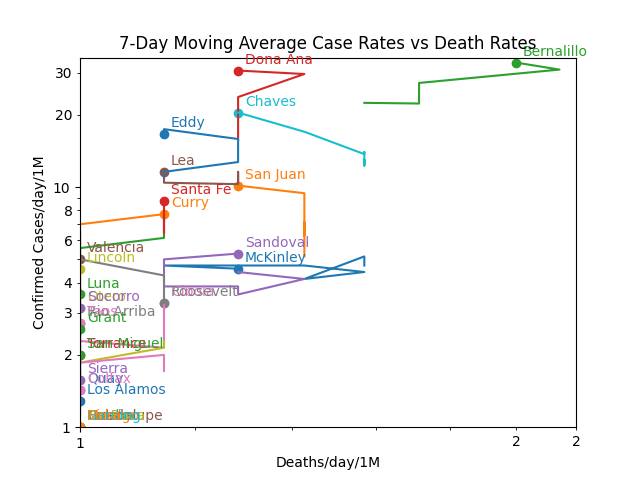 7-Day Moving Average Case Rates vs Death Rates
Bernalillo
Dona Ana
Chaves
Eddy
Lea
San Juan
Santa Fe
Curry
Sandoval
McKinley
Valencia
Lincoln
Luna
Socorro
Roosevelt
Rio Arriba
Grant
Torrance
San Miguel
Sierra
Quay
Colfax
Los Alamos
Guadalupe
Confirmed Cases/day/1M
30
20
10
8
6
4
3
2
1
1
2
2
Deaths/day/1M